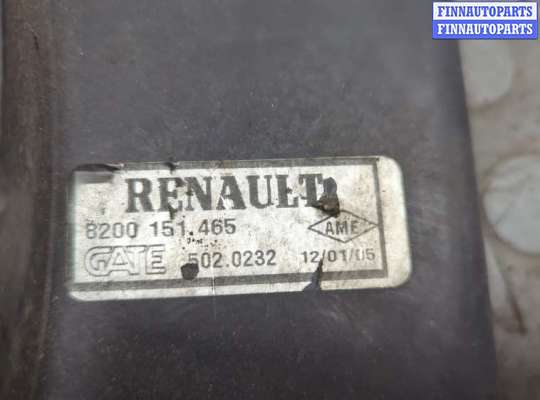 FINNAUTOPARTS
FINNAUTOPARTS
RENAULT
8200 151.465
AME
GATE 502.0232 12/01/05